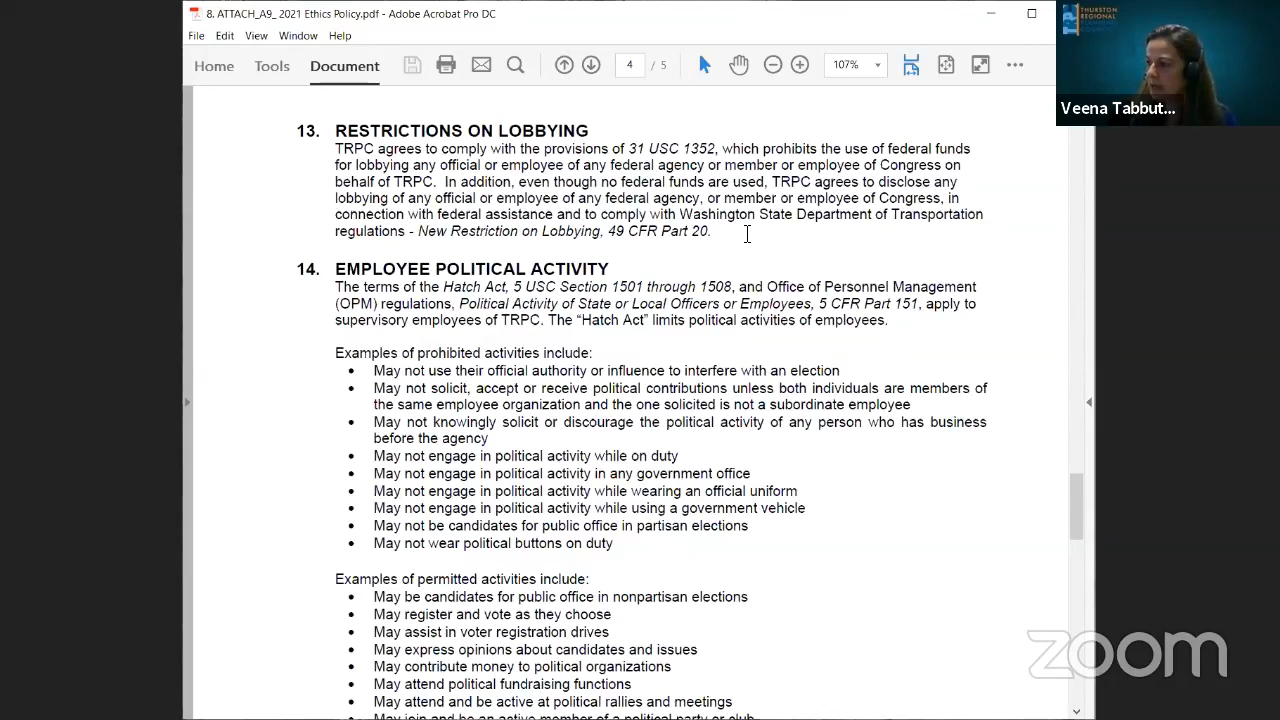 8. ATTACH_A9_ 2021 Ethics Policy.pdf - Adobe Acrobat Pro DC
File Edit View Window Help
Home Tools Document 4 / 5 107%
THURSTON
REGIONAL
PLANNING
COUNCIL
Veena Tabbut...
13. RESTRICTIONS ON LOBBYING
TRPC agrees to comply with the provisions of 31 USC 1352, which prohibits the use of federal funds
for lobbying any official or employee of any federal agency or member or employee of Congress on
behalf of TRPC. In addition, even though no federal funds are used, TRPC agrees to disclose any
lobbying of any official or employee of any federal agency, or member or employee of Congress, in
connection with federal assistance and to comply with Washington State Department of Transportation
regulations - New Restriction on Lobbying, 49 CFR Part 20.
14. EMPLOYEE POLITICAL ACTIVITY
The terms of the Hatch Act, 5 USC Section 1501 through 1508, and Office of Personnel Management
(OPM) regulations, Political Activity of State or Local Officers or Employees, 5 CFR Part 151, apply to
supervisory employees of TRPC. The “Hatch Act” limits political activities of employees.
Examples of prohibited activities include:
• May not use their official authority or influence to interfere with an election
• May not solicit, accept or receive political contributions unless both individuals are members of
the same employee organization and the one solicited is not a subordinate employee
• May not knowingly solicit or discourage the political activity of any person who has business
before the agency
• May not engage in political activity while on duty
• May not engage in political activity in any government office
• May not engage in political activity while wearing an official uniform
• May not engage in political activity while using a government vehicle
• May not be candidates for public office in partisan elections
• May not wear political buttons on duty
Examples of permitted activities include:
• May be candidates for public office in nonpartisan elections
• May register and vote as they choose
• May assist in voter registration drives
• May express opinions about candidates and issues
• May contribute money to political organizations
• May attend political fundraising functions
• May attend and be active at political rallies and meetings
• May join and be an active member of a political party or club
zoom